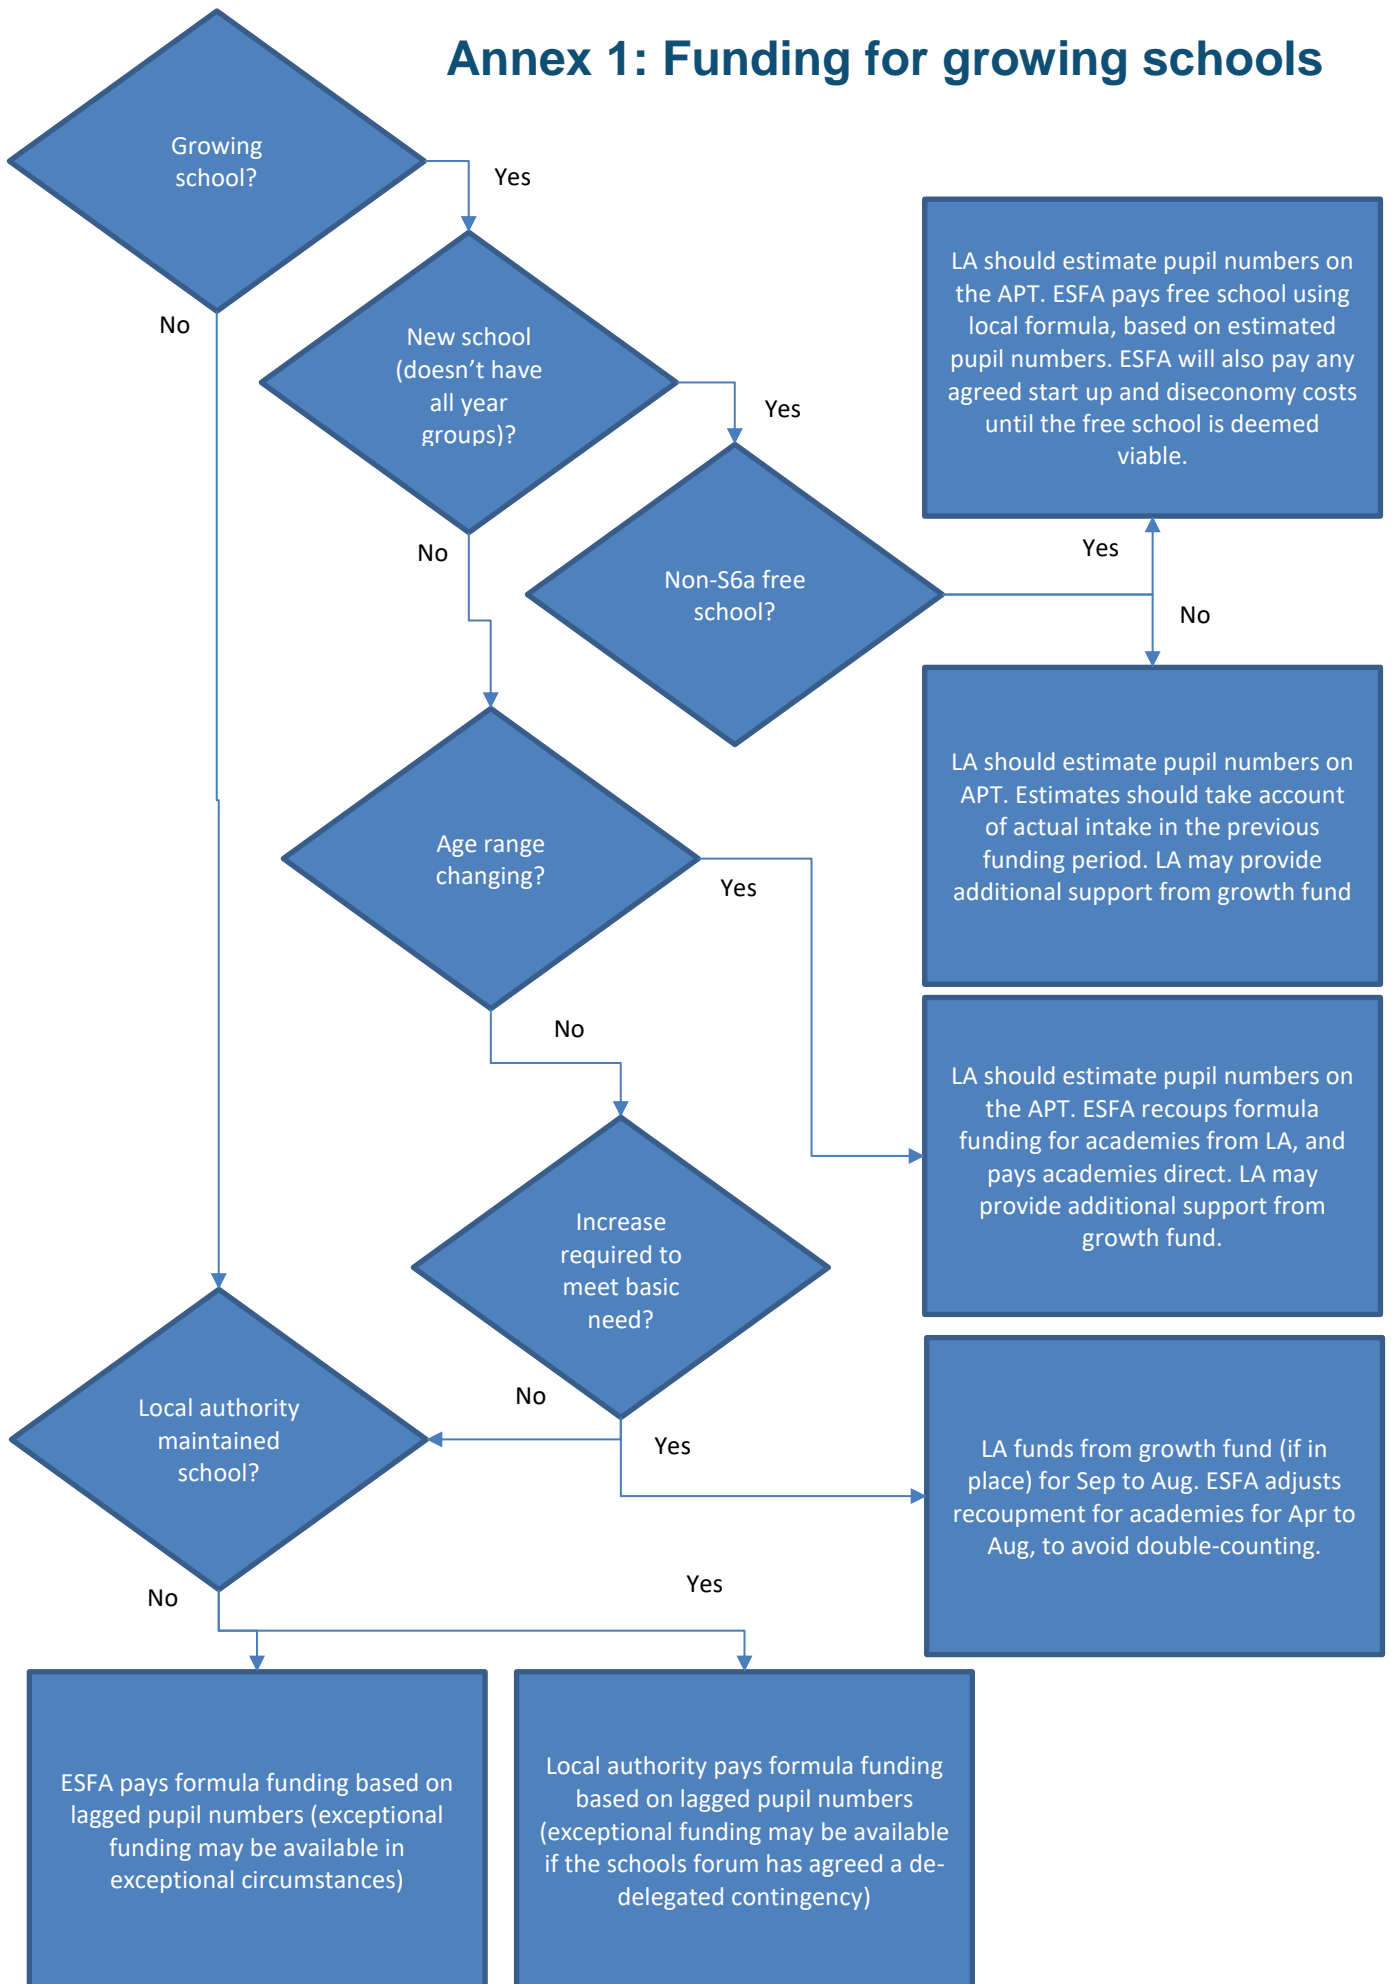 Annex 1: Funding for growing schools
Growing
school?
Yes
No
New school
(doesn't have
all year
groups)?
Yes
No
LA should estimate pupil numbers on
the APT. ESFA pays free school using
local formula, based on estimated
pupil numbers. ESFA will also pay any
agreed start up and diseconomy costs
until the free school is deemed
viable.
Non-S6a free
school?
Yes
No
LA should estimate pupil numbers on
APT. Estimates should take account
of actual intake in the previous
funding period. LA may provide
additional support from growth fund
Age range
changing?
Yes
No
LA should estimate pupil numbers on
the APT. ESFA recoups formula
funding for academies from LA, and
pays academies direct. LA may
provide additional support from
growth fund.
Increase
required to
meet basic
need?
No
Yes
LA funds from growth fund (if in
place) for Sep to Aug. ESFA adjusts
recoupment for academies for Apr to
Aug, to avoid double-counting.
Local authority
maintained
school?
No
Yes
ESFA pays formula funding based on
lagged pupil numbers (exceptional
funding may be available in
exceptional circumstances)
Local authority pays formula funding
based on lagged pupil numbers
(exceptional funding may be available
if the schools forum has agreed a de-
delegated contingency)